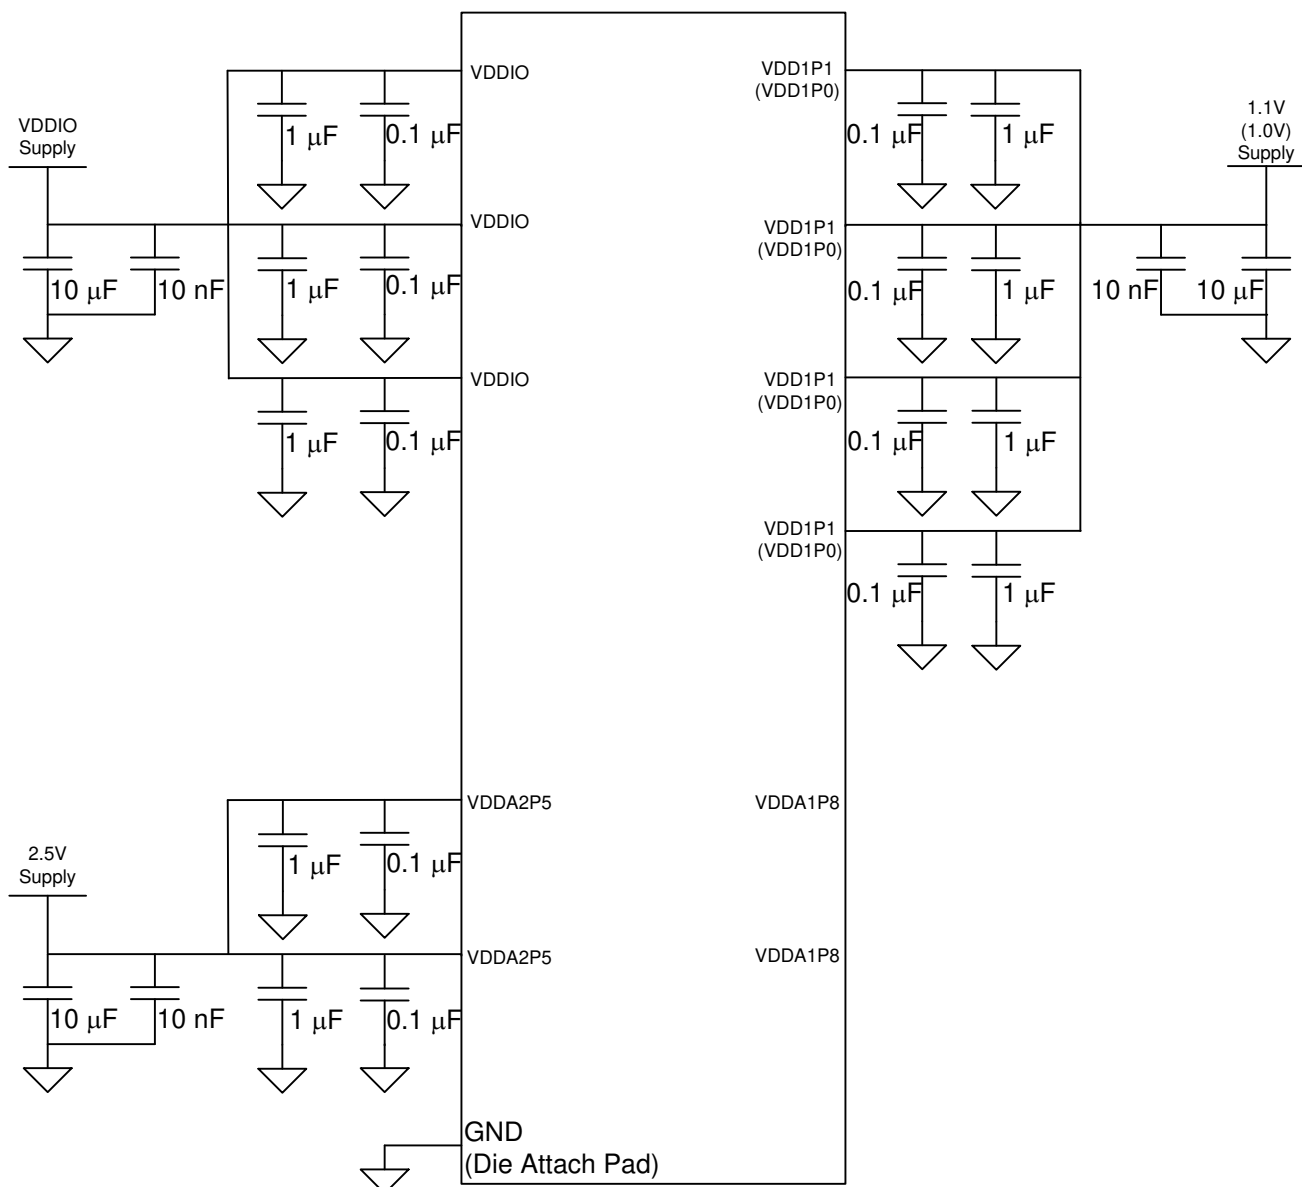 VDDIO
VDD1P1
(VDD1P0)
1 µF
0.1 µF
0.1 µF
1 µF
VDDIO
Supply
1.1V
(1.0V)
Supply
VDDIO
VDD1P1
(VDD1P0)
10 µF
10 nF
1 µF
0.1 µF
0.1 µF
1 µF
10 nF
10 µF
VDDIO
VDD1P1
(VDD1P0)
1 µF
0.1 µF
0.1 µF
1 µF
VDD1P1
(VDD1P0)
0.1 µF
1 µF
VDDA2P5
VDDA1P8
1 µF
0.1 µF
2.5V
Supply
VDDA2P5
VDDA1P8
10 µF
10 nF
1 µF
0.1 µF
GND
(Die Attach Pad)